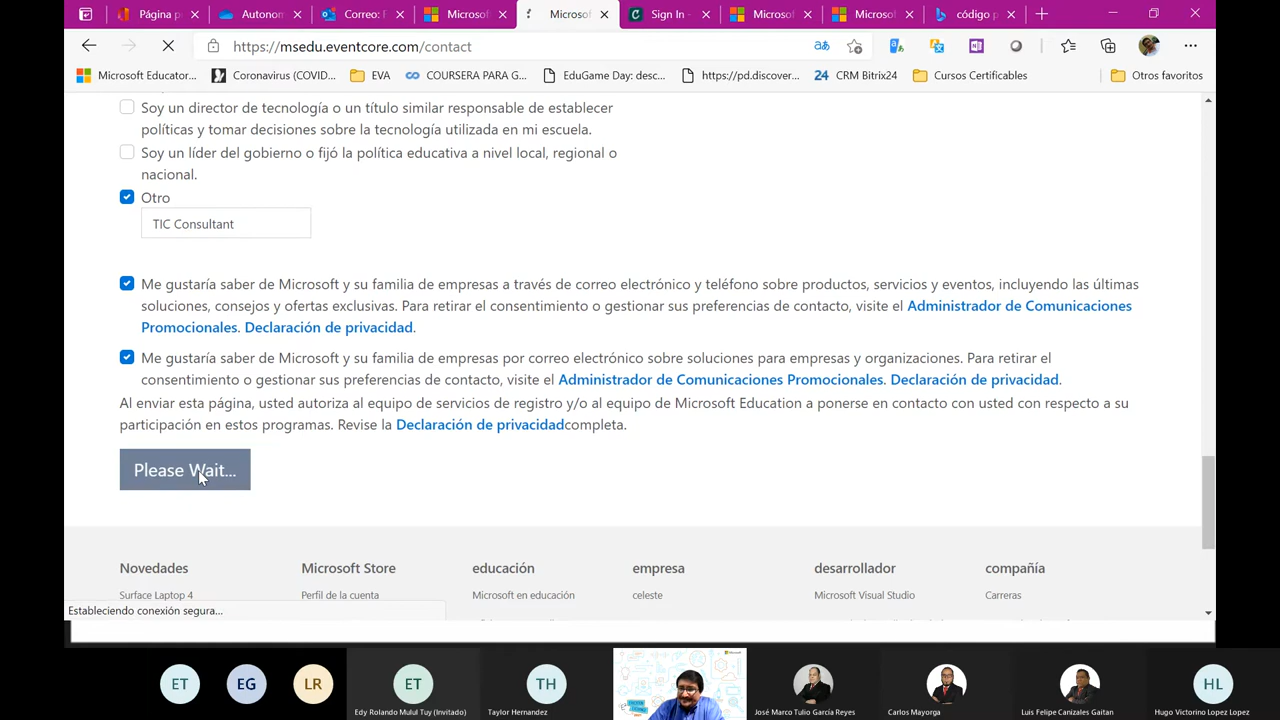 Página p
Autonom
Correo: F
Microsof
Microsof
Sign In -
Microsof
Microsof
código p
https://msedu.eventcore.com/contact
Microsoft Educator...
Coronavirus (COVID...
EVA
COURSERA PARA G...
EduGame Day: desc...
https://pd.discover...
24 CRM Bitrix24
Cursos Certificables
Otros favoritos
Soy un director de tecnología o un título similar responsable de establecer
políticas y tomar decisiones sobre la tecnología utilizada en mi escuela.
Soy un líder del gobierno o fijó la política educativa a nivel local, regional o
nacional.
Otro
TIC Consultant
Me gustaría saber de Microsoft y su familia de empresas a través de correo electrónico y teléfono sobre productos, servicios y eventos, incluyendo las últimas
soluciones, consejos y ofertas exclusivas. Para retirar el consentimiento o gestionar sus preferencias de contacto, visite el Administrador de Comunicaciones
Promocionales. Declaración de privacidad.
Me gustaría saber de Microsoft y su familia de empresas por correo electrónico sobre soluciones para empresas y organizaciones. Para retirar el
consentimiento o gestionar sus preferencias de contacto, visite el Administrador de Comunicaciones Promocionales. Declaración de privacidad.
Al enviar esta página, usted autoriza al equipo de servicios de registro y/o al equipo de Microsoft Education a ponerse en contacto con usted con respecto a su
participación en estos programas. Revise la Declaración de privacidadcompleta.
Please Wait...
Novedades
Microsoft Store
educación
empresa
desarrollador
compañía
Surface Laptop 4
Perfil de la cuenta
Microsoft en educación
celeste
Microsoft Visual Studio
Carreras
Estableciendo conexión segura...
ET
EG
LR
ET
TH
HL
Edy Rolando Mulul Tuy (Invitado)
Taylor Hernandez
José Marco Tulio García Reyes
Carlos Mayorga
Luis Felipe Canizales Gaitan
Hugo Victorino Lopez Lopez